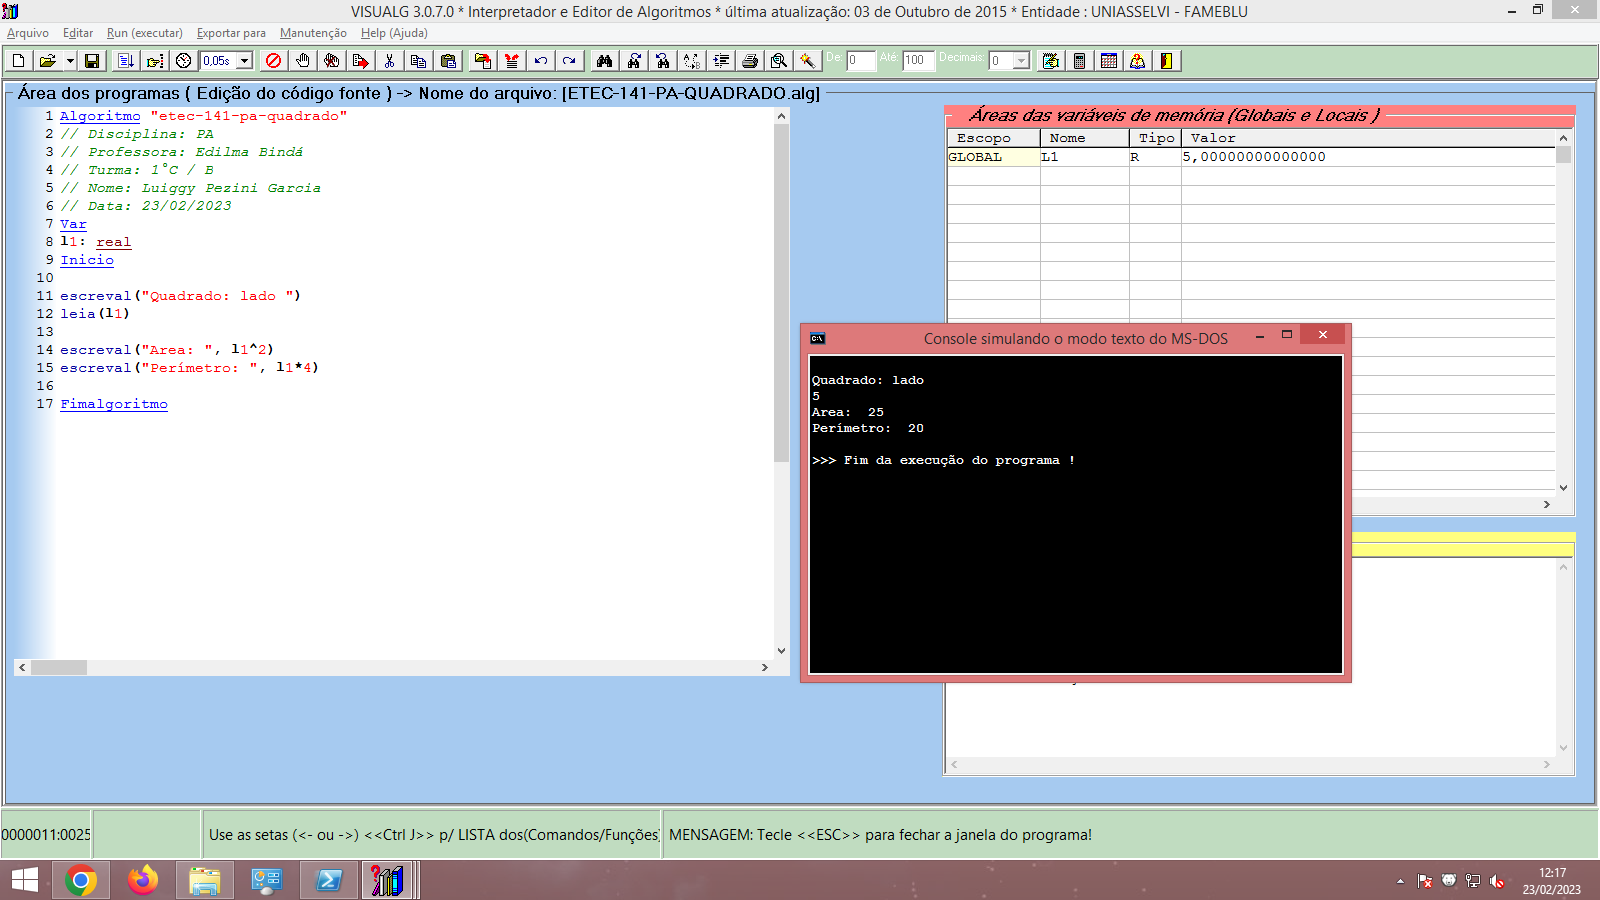 VISUALG 3.0.7.0 * Interpretador e Editor de Algoritmos * última atualização: 03 de Outubro de 2015 * Entidade : UNIASSELVI - FAMEBLU
Arquivo Editar Run (executar) Exportar para Manutenção Help (Ajuda)
0,05s De: 0 Até: 100 Decimais: 0
Área dos programas ( Edição do código fonte ) -> Nome do arquivo: [ETEC-141-PA-QUADRADO.alg]
1 Algoritmo "etec-141-pa-quadrado"
2 // Disciplina: PA
3 // Professora: Edilma Bindá
4 // Turma: 1°C / B
5 // Nome: Luiggy Pezini Garcia
6 // Data: 23/02/2023
7 Var
8 l1: real
9 Inicio
10
11 escreval("Quadrado: lado ")
12 leia(l1)
13
14 escreval("Area: ", l1^2)
15 escreval("Perímetro: ", l1*4)
16
17 Fimalgoritmo
Áreas das variáveis de memória (Globais e Locais )
Escopo Nome Tipo Valor
GLOBAL L1 R 5,00000000000000
Console simulando o modo texto do MS-DOS
Quadrado: lado
5
Area: 25
Perímetro: 20
>>> Fim da execução do programa !
0000011:0025
Use as setas (<- ou ->) <<Ctrl J>> p/ LISTA dos(Comandos/Funções)
MENSAGEM: Tecle <<ESC>> para fechar a janela do programa!
12:17
23/02/2023